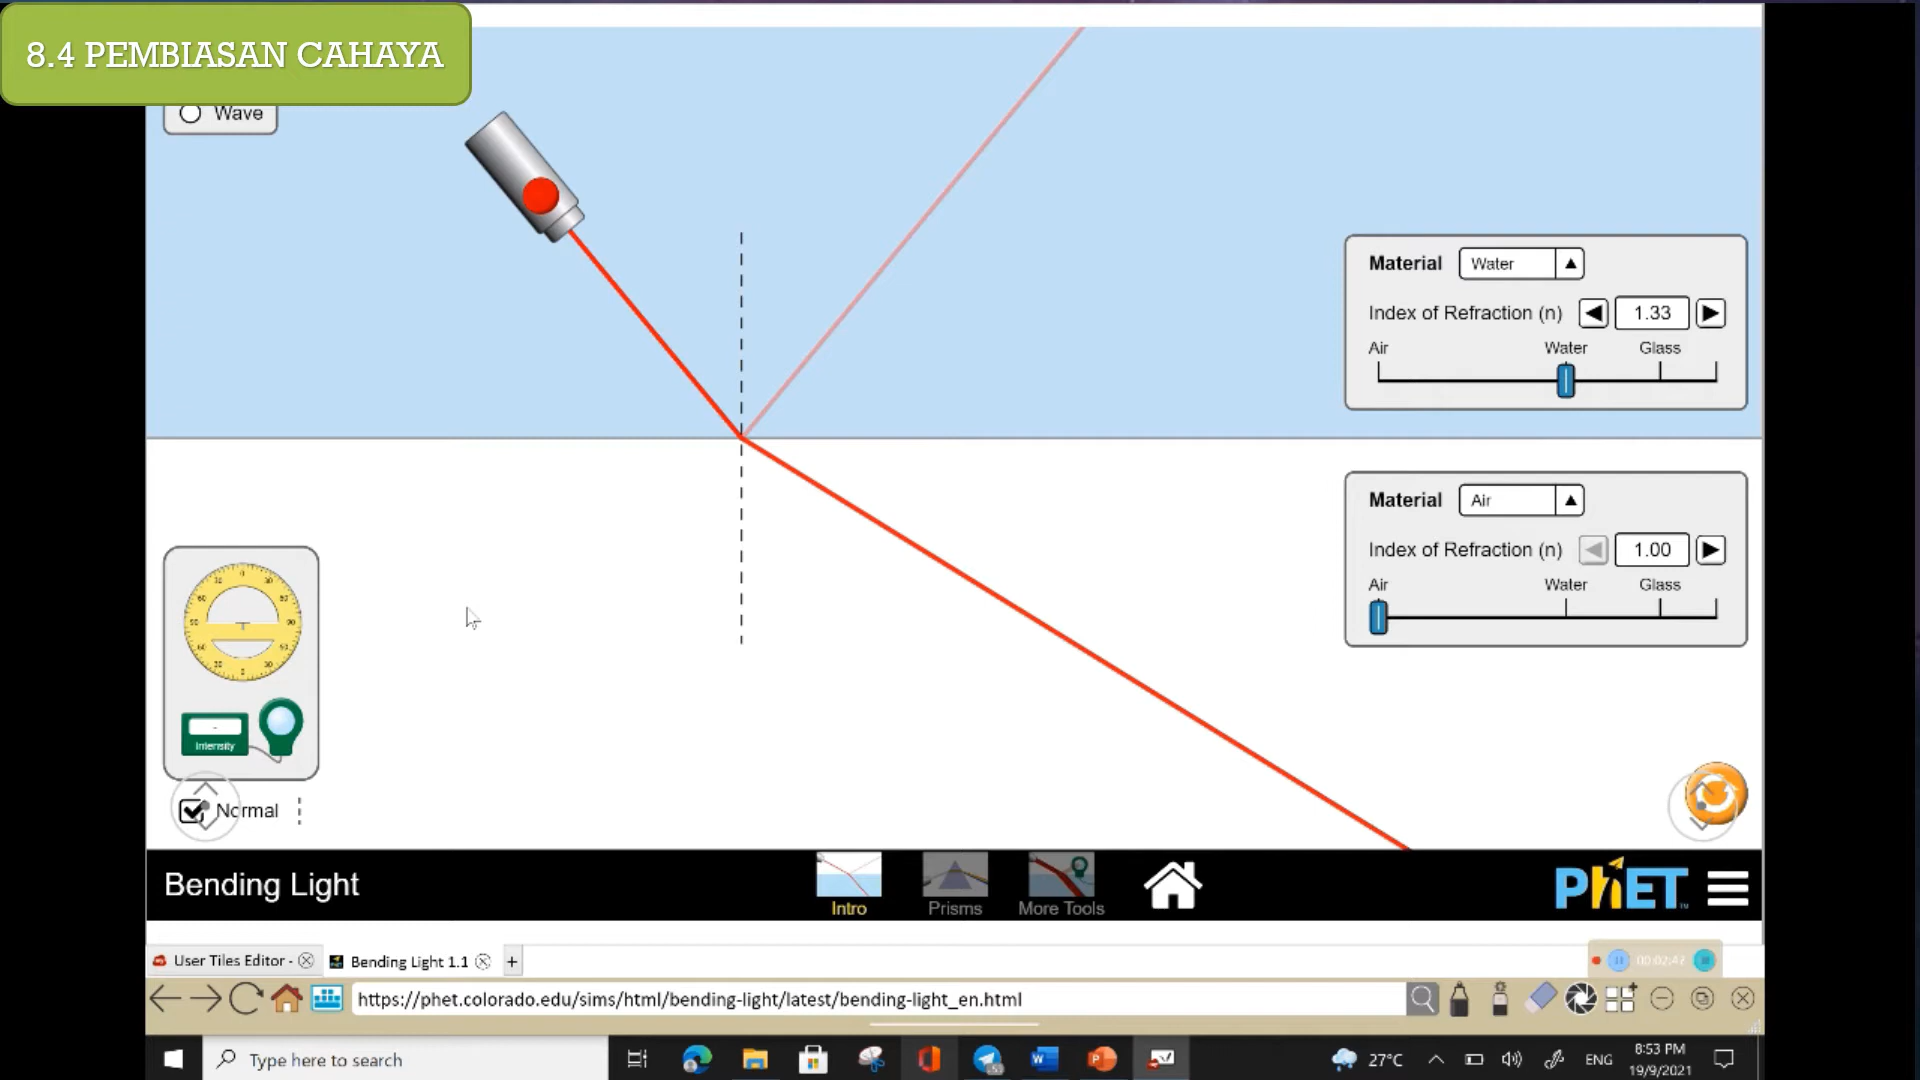 8.4 PEMBIASAN CAHAYA
Wave
Material Water
Index of Refraction (n) 1.33
Air Water Glass
Material Air
Index of Refraction (n) 1.00
Air Water Glass
Intensity
Normal
Bending Light
Intro Prisms More Tools
PhET
User Tiles Editor -
Bending Light 1.1
+
00:02:47
https://phet.colorado.edu/sims/html/bending-light/latest/bending-light_en.html
Type here to search
27°C ENG
8:53 PM
19/9/2021